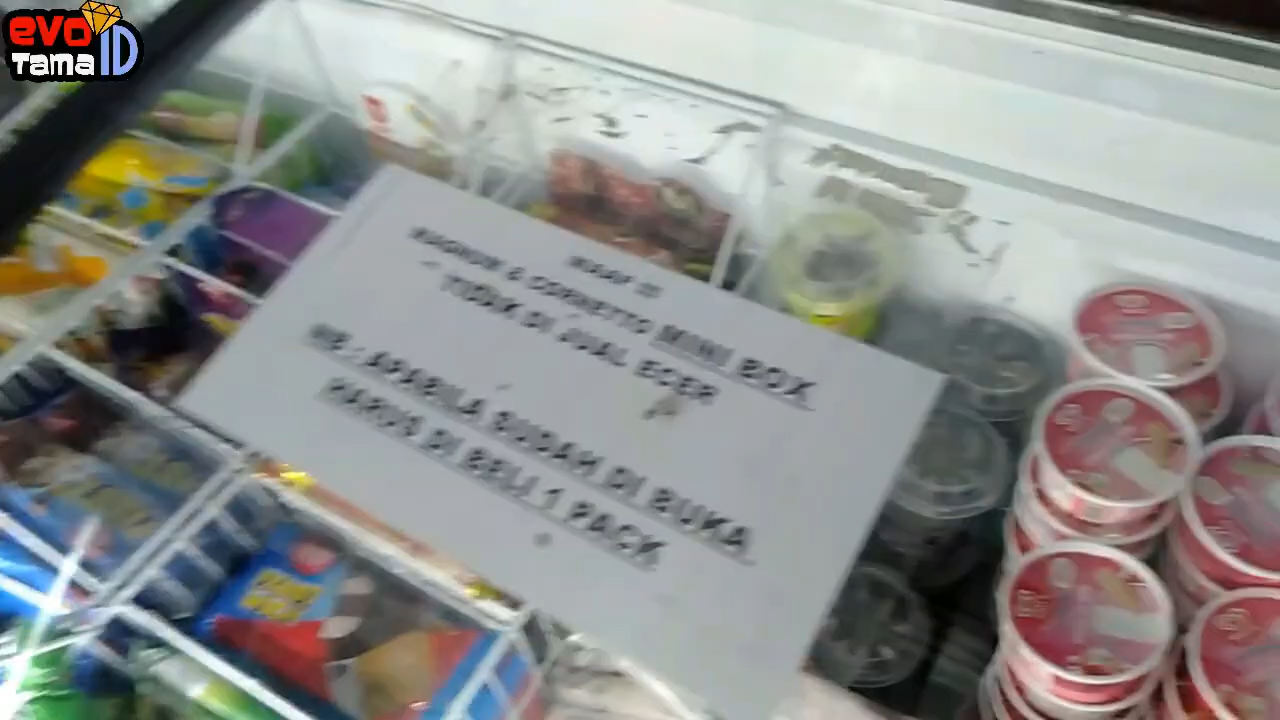 evo
TAMA ID
MAAF !!!
MAGNUM & CORNETTO MINI BOX
TIDAK DI JUAL ECER
NB : APABILA SUDAH DI BUKA
HARUS DI BELI 1 PACK